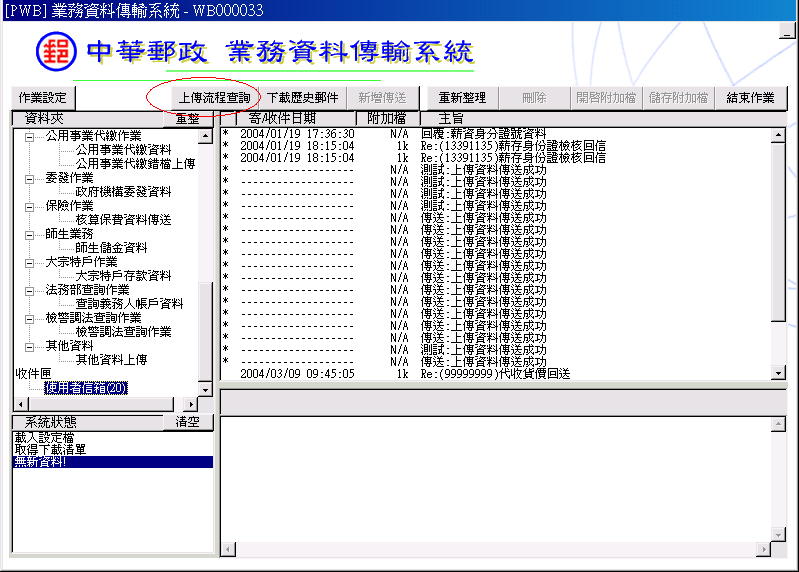 [PWB] 業務資料傳輸系統 - WB000033
郵 中華郵政 業務資料傳輸系統
作業設定 上傳流程查詢 下載歷史郵件 新增傳送 重新整理 刪除 開啓附加檔 儲存附加檔 結束作業
資料夾 重整
公用事業代繳作業
公用事業代繳資料
公用事業代繳錯檔上傳
委發作業
政府機構委發資料
保險作業
核算保費資料傳送
師生業務
師生儲金資料
大宗特戶作業
大宗特戶存款資料
法務部查詢作業
查詢義務人帳戶資料
檢警調法查詢作業
檢警調法查詢作業
其他資料
其他資料上傳
收件匣
使用者信箱(20)
系統狀態 清空
載入設定檔
取得下載清單
無新資料!
寄/收件日期 附加檔 主旨
* 2004/01/19 17:36:30 N/A 回覆:薪資身分證號資料
* 2004/01/19 18:15:04 1k Re:(13391135)薪存身份證檢核回信
* 2004/01/19 18:15:04 1k Re:(13391135)薪存身份證檢核回信
* ------------------- N/A 測試:上傳資料傳送成功
* ------------------- N/A 測試:上傳資料傳送成功
* ------------------- N/A 測試:上傳資料傳送成功
* ------------------- N/A 測試:上傳資料傳送成功
* ------------------- N/A 傳送:上傳資料傳送成功
* ------------------- N/A 測試:上傳資料傳送成功
* ------------------- N/A 傳送:上傳資料傳送成功
* ------------------- N/A 傳送:上傳資料傳送成功
* ------------------- N/A 傳送:上傳資料傳送成功
* ------------------- N/A 傳送:上傳資料傳送成功
* ------------------- N/A 傳送:上傳資料傳送成功
* ------------------- N/A 傳送:上傳資料傳送成功
* ------------------- N/A 傳送:上傳資料傳送成功
* ------------------- N/A 傳送:上傳資料傳送成功
* ------------------- N/A 傳送:上傳資料傳送成功
* ------------------- N/A 測試:上傳資料傳送成功
* ------------------- N/A 傳送:上傳資料傳送成功
2004/03/09 09:45:05 1k Re:(99999999)代收貨價回送